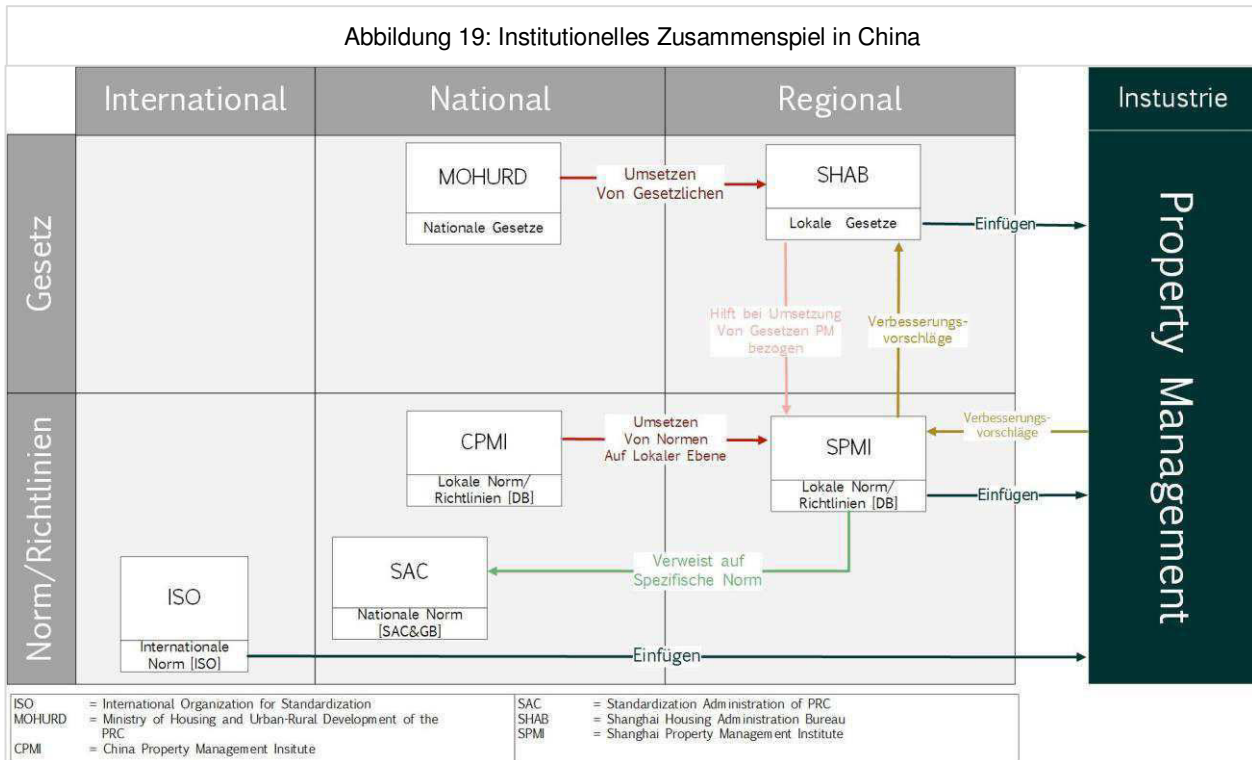 Abbildung 19: Institutionelles Zusammenspiel in China
International
National
Regional
Instustrie
Gesetz
MOHURD
Nationale Gesetze
Umsetzen
Von Gesetzlichen
SHAB
Lokale Gesetze
Einfügen
Hilft bei Umsetzung
Von Gesetzen PM
bezogen
Verbesserungs-
vorschläge
Property Management
Norm/Richtlinien
CPMI
Lokale Norm/
Richtlinien [DB]
Umsetzen
Von Normen
Auf Lokaler Ebene
SPMI
Lokale Norm/
Richtlinien [DB]
Verbesserungs-
vorschläge
Einfügen
SAC
Nationale Norm
[SAC&GB]
Verweist auf
Spezifische Norm
ISO
Internationale
Norm [ISO]
Einfügen
ISO = International Organization for Standardization
MOHURD = Ministry of Housing and Urban-Rural Development of the
PRC
CPMI = China Property Management Insitute
SAC = Standardization Administration of PRC
SHAB = Shanghai Housing Administration Bureau
SPMI = Shanghai Property Management Institute